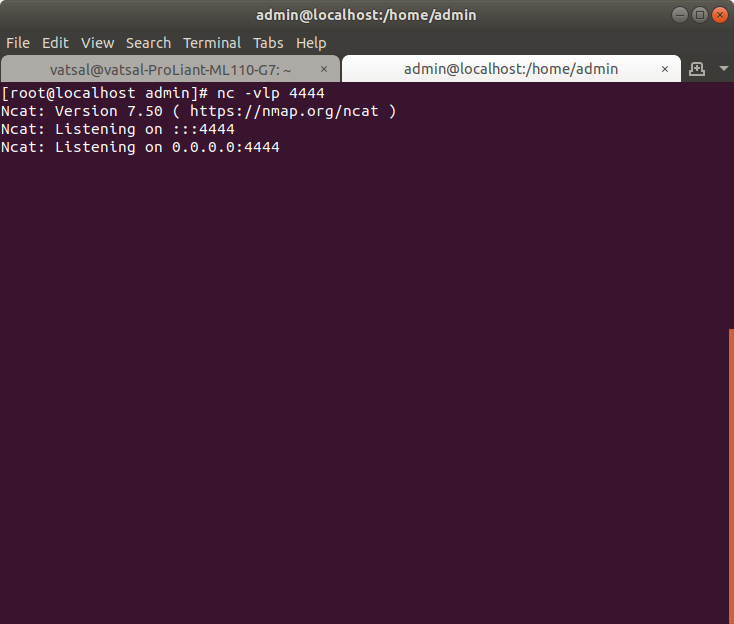 admin@localhost:/home/admin
File Edit View Search Terminal Tabs Help
vatsal@vatsal-ProLiant-ML110-G7: ~ × admin@localhost:/home/admin ×
[root@localhost admin]# nc -vlp 4444
Ncat: Version 7.50 ( https://nmap.org/ncat )
Ncat: Listening on :::4444
Ncat: Listening on 0.0.0.0:4444